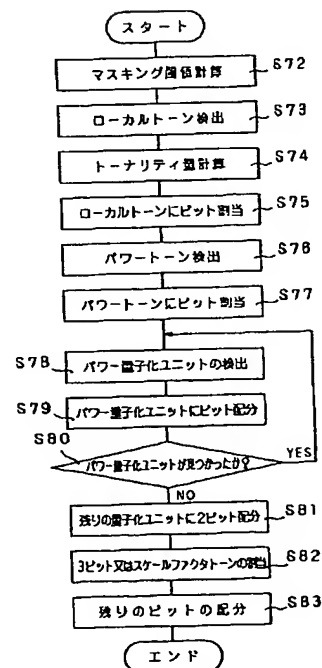 スタート
マスキング閾値計算
S72
ローカルトーン検出
S73
トーナリティ型計算
S74
ローカルトーンにビット割当
S75
パワートーン検出
S76
パワートーンにビット割当
S77
パワー量子化ユニットの検出
S78
パワー量子化ユニットにビット配分
S79
パワー量子化ユニットが見つかったか?
S80
YES
NO
残りの量子化ユニットに2ビット配分
S81
3ビット又はスケールファクタトーンの割当
S82
残りのビットの配分
S83
エンド